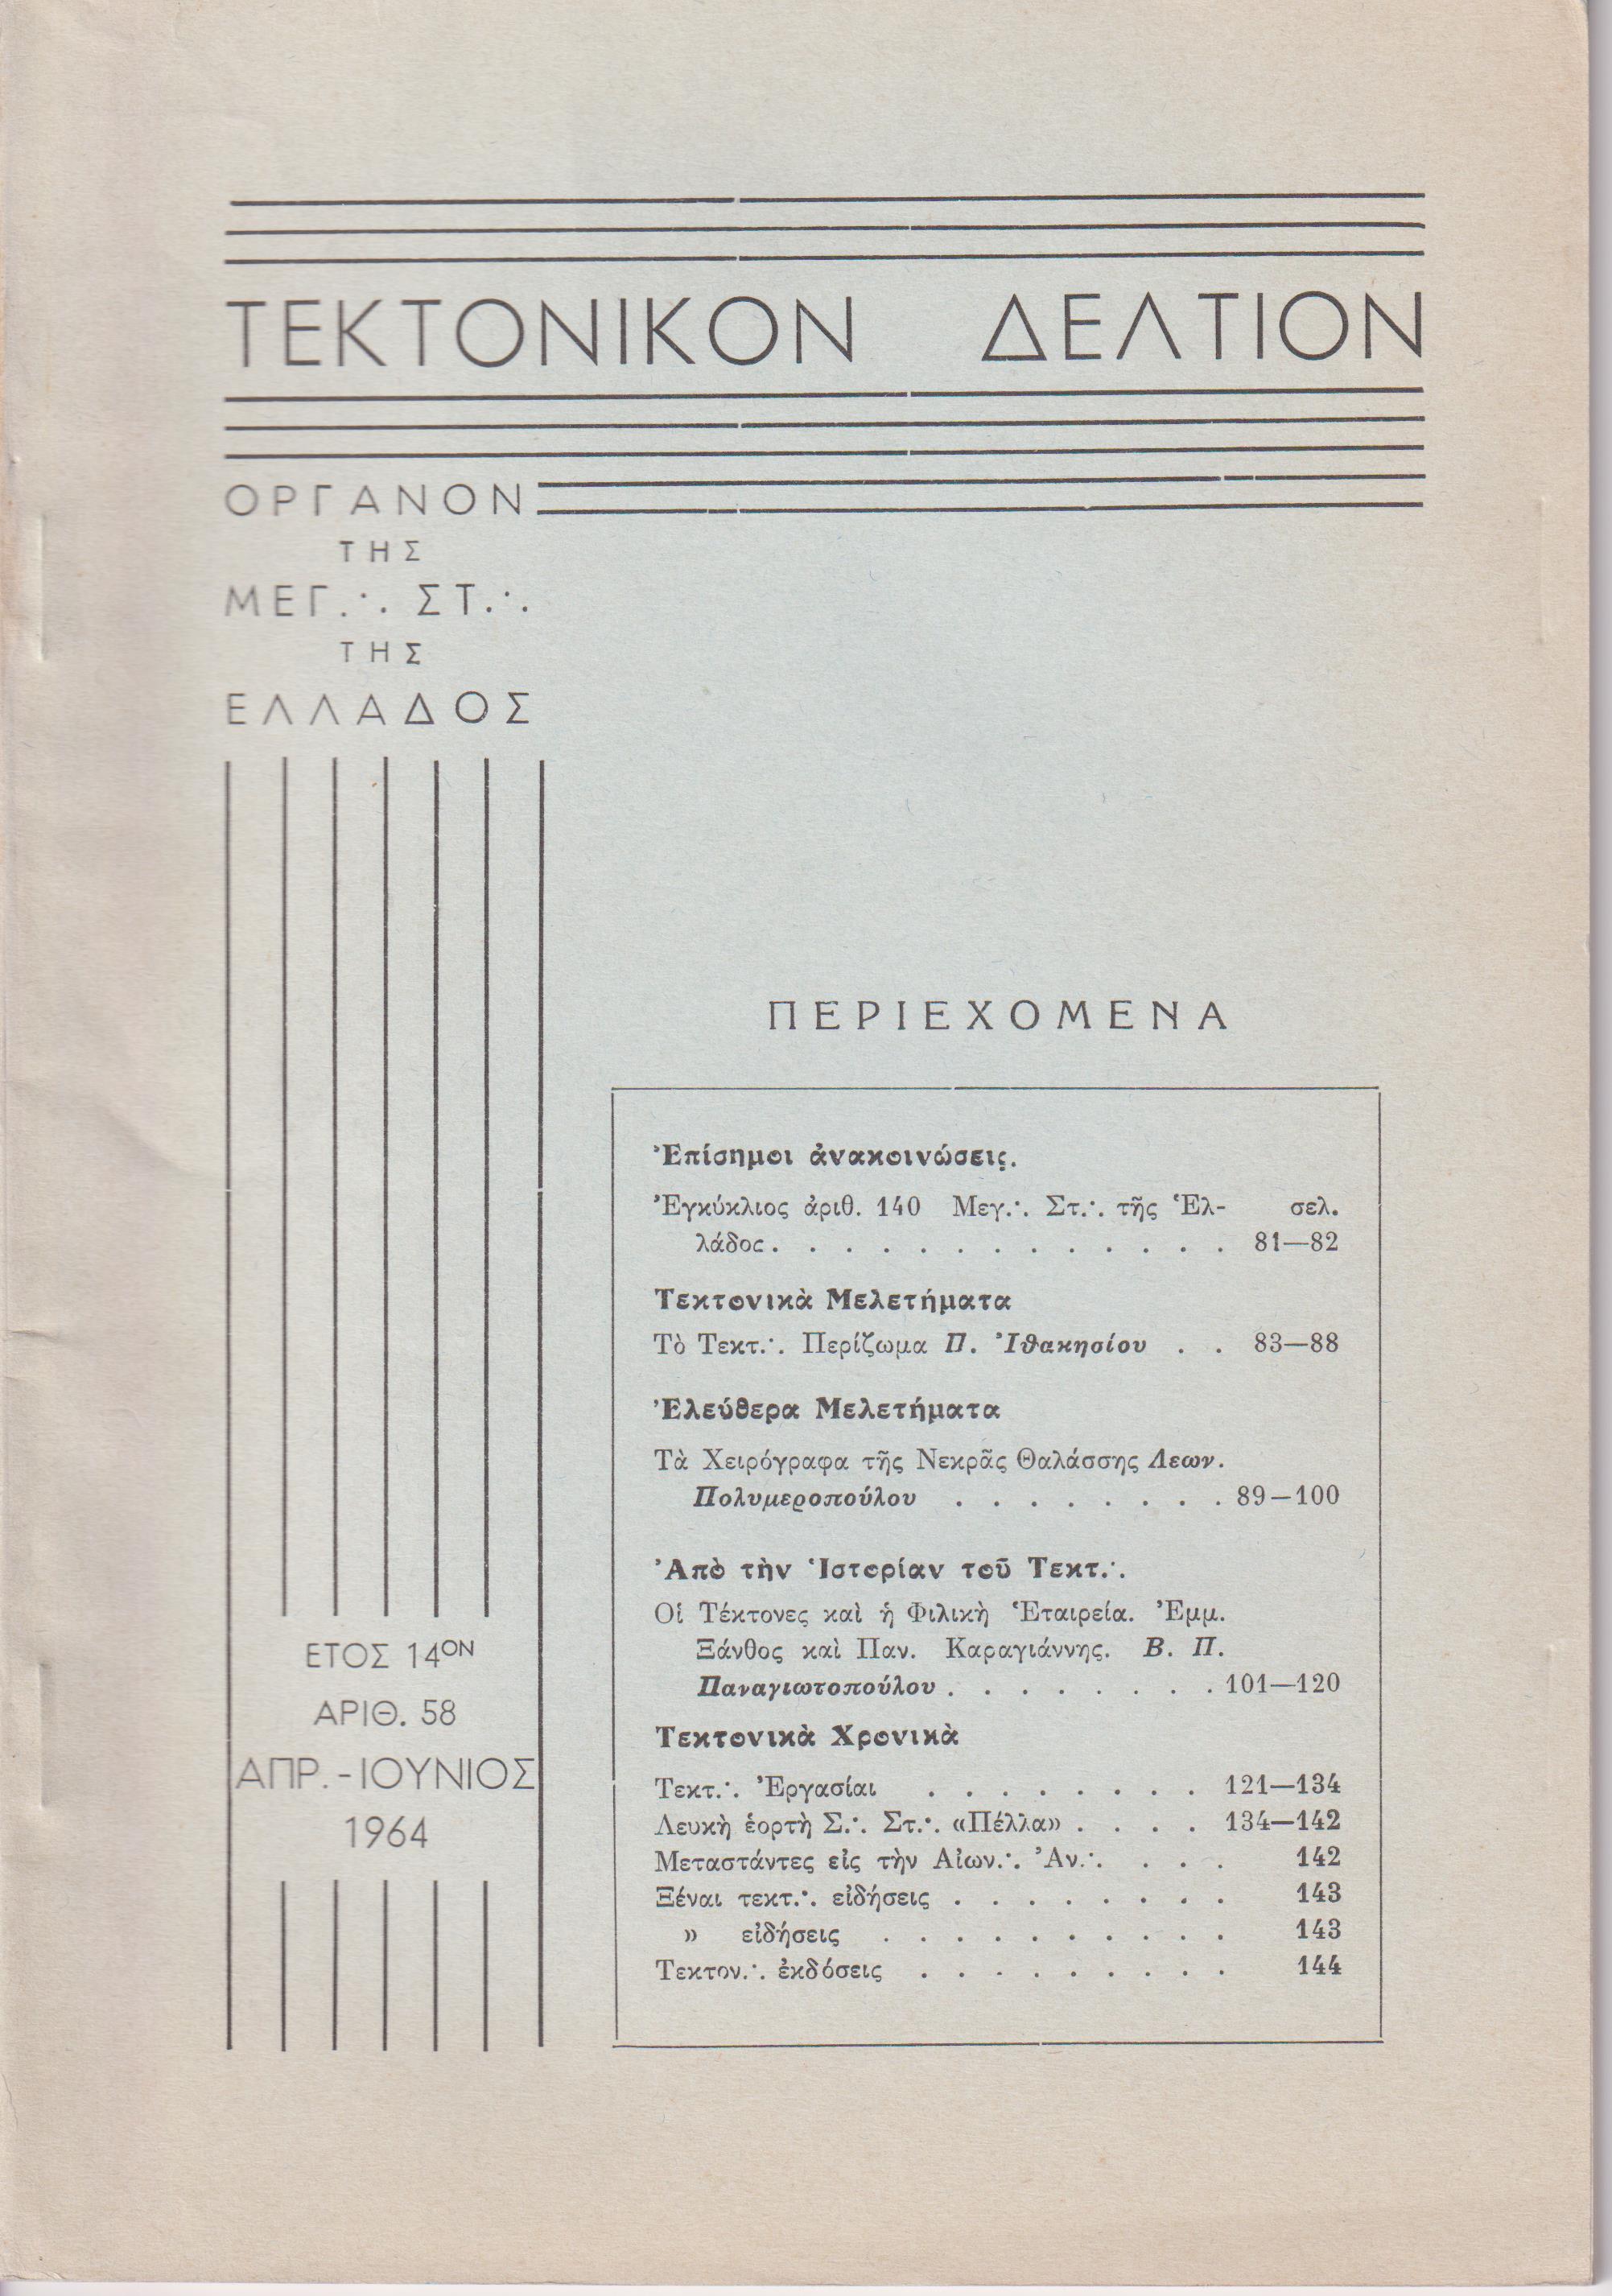 ΤΕΚΤΟΝΙΚΟΝ ΔΕΛΤΙΟΝ
ΟΡΓΑΝΟΝ
ΤΗΣ
ΜΕΓ.·. ΣΤ.·.
ΤΗΣ
ΕΛΛΑΔΟΣ
ΕΤΟΣ 14ΟΝ
ΑΡΙΘ. 58
ΑΠΡ.-ΙΟΥΝΙΟΣ
1964
ΠΕΡΙΕΧΟΜΕΝΑ
Ἐπίσημοι ἀνακοινώσεις.
Ἐγκύκλιος ἀριθ. 140 Μεγ.·. Στ.·. τῆς Ἑλ- σελ.
λάδος . . . . . . . . . . . . . 81—82
Τεκτονικὰ Μελετήματα
Τὸ Τεκτ.·. Περίζωμα Π. Ἰθακησίου . . 83—88
Ἐλεύθερα Μελετήματα
Τὰ Χειρόγραφα τῆς Νεκρᾶς Θαλάσσης Λεων.
Πολυμεροπούλου . . . . . . . . 89—100
Ἀπὸ τὴν Ἱστορίαν τοῦ Τεκτ.·.
Οἱ Τέκτονες καὶ ἡ Φιλικὴ Ἑταιρεία. Ἐμμ.
Ξάνθος καὶ Παν. Καραγιάννης. Β. Π.
Παναγιωτοπούλου . . . . . . . . 101—120
Τεκτονικὰ Χρονικὰ
Τεκτ.·. Ἐργασίαι . . . . . . . . 121—134
Λευκὴ ἑορτὴ Σ.·. Στ.·. «Πέλλα» . . . . 134—142
Μεταστάντες εἰς τὴν Αἰων.·. Ἀν.·. . . . 142
Ξέναι τεκτ.·. εἰδήσεις . . . . . . . . 143
» εἰδήσεις . . . . . . . . . . 143
Τεκτον.·. ἐκδόσεις . . . . . . . . . 144